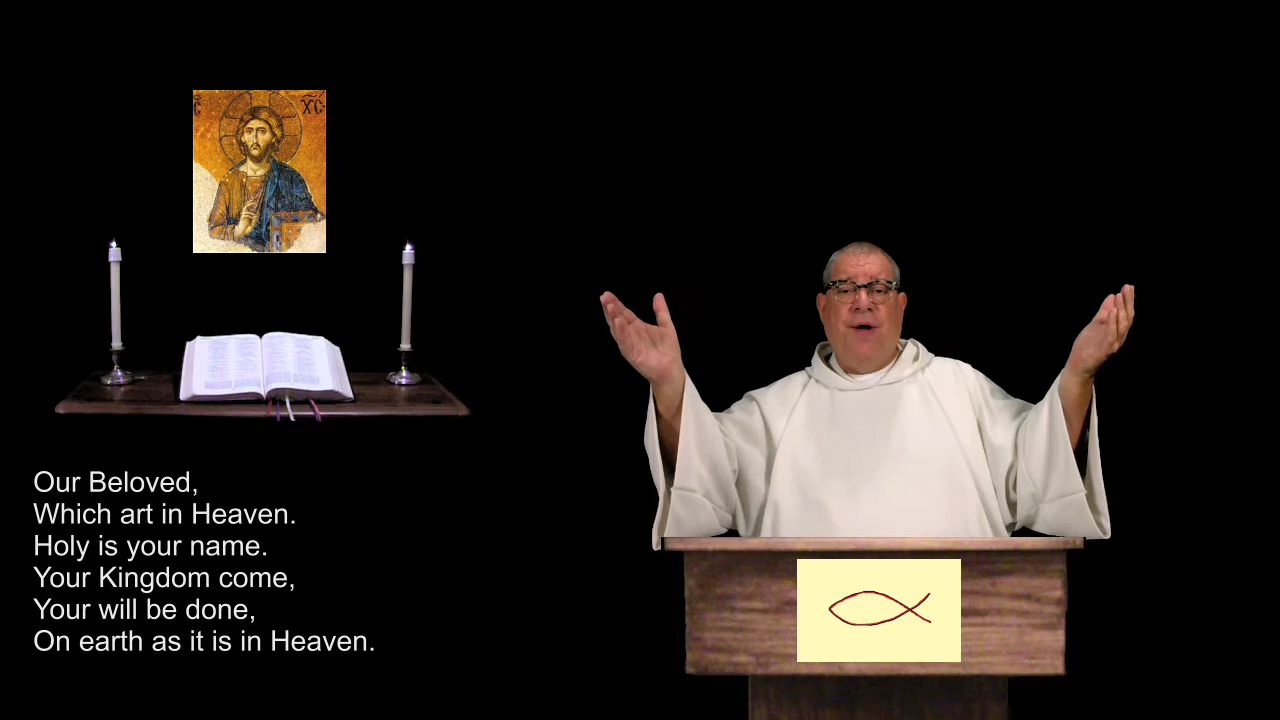 ΧC
Our Beloved,
Which art in Heaven.
Holy is your name.
Your Kingdom come,
Your will be done,
On earth as it is in Heaven.